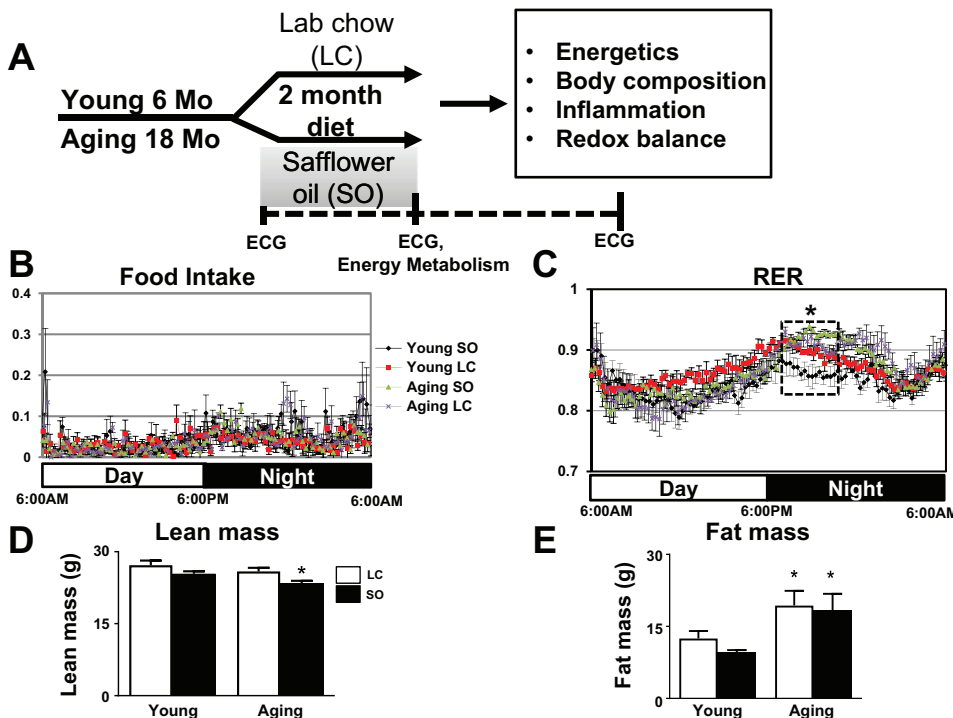 A
Lab chow
(LC)
Young 6 Mo
Aging 18 Mo
2 month
diet
Safflower
oil (SO)
• Energetics
• Body composition
• Inflammation
• Redox balance
ECG
ECG,
Energy Metabolism
ECG
B
Food Intake
0.4
0.3
0.2
0.1
0
Young SO
Young LC
Aging SO
Aging LC
Day
Night
6:00AM
6:00PM
6:00AM
C
RER
1
0.9
0.8
0.7
*
Day
Night
6:00AM
6:00PM
6:00AM
D
Lean mass
Lean mass (g)
30
15
0
*
LC
SO
Young
Aging
E
Fat mass
Fat mass (g)
30
15
0
* *
Young
Aging